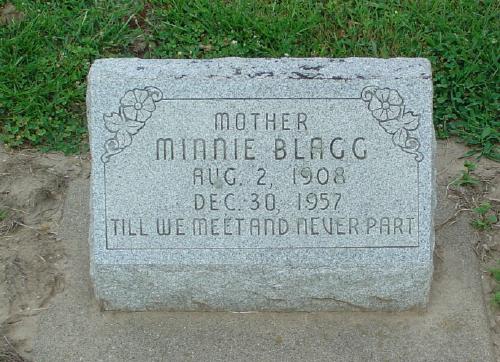 MOTHER
MINNIE BLAGG
AUG. 2, 1908
DEC. 30, 1957
TILL WE MEET AND NEVER PART